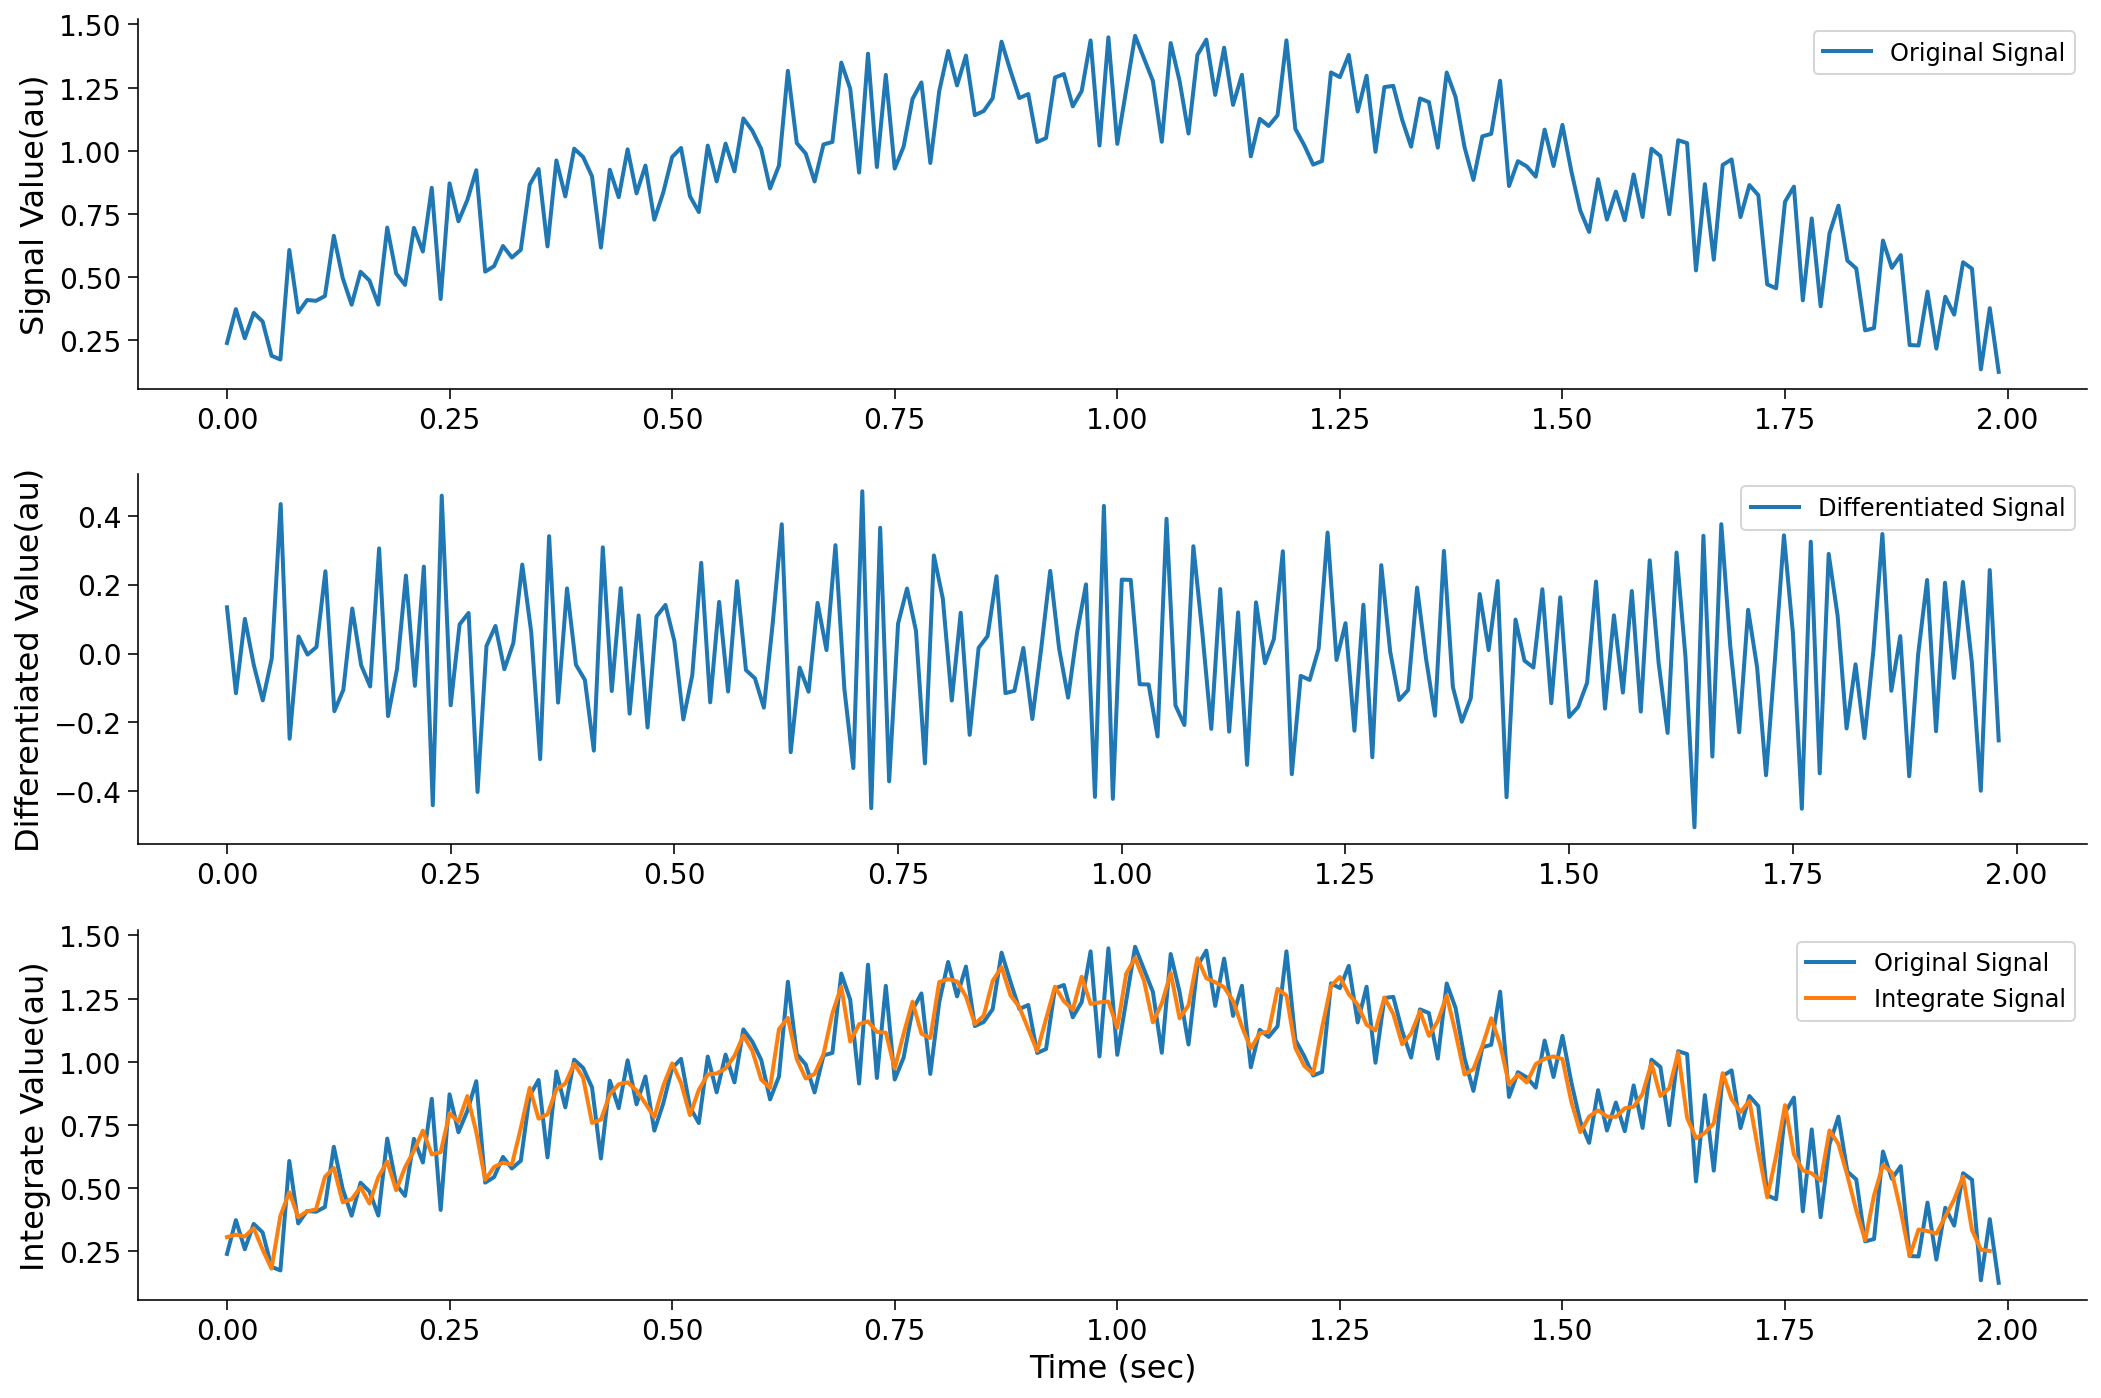 1.50
1.25
1.00
0.75
0.50
0.25
Signal Value(au)
Original Signal
0.00 0.25 0.50 0.75 1.00 1.25 1.50 1.75 2.00
0.4
0.2
0.0
−0.2
−0.4
Differentiated Value(au)
Differentiated Signal
0.00 0.25 0.50 0.75 1.00 1.25 1.50 1.75 2.00
1.50
1.25
1.00
0.75
0.50
0.25
Integrate Value(au)
Original Signal
Integrate Signal
0.00 0.25 0.50 0.75 1.00 1.25 1.50 1.75 2.00
Time (sec)